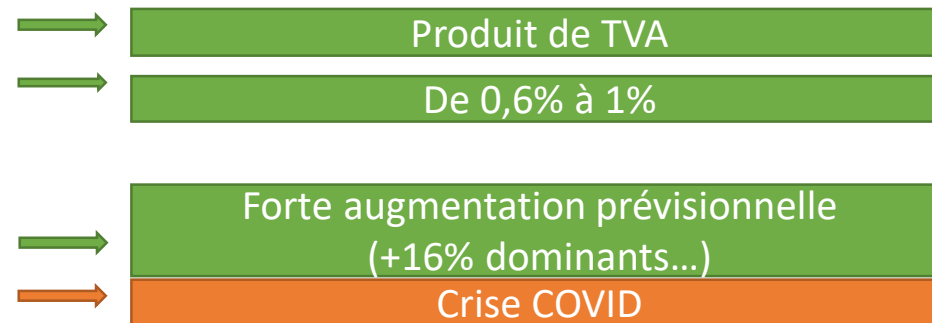 Produit de TVA
De 0,6% à 1%
Forte augmentation prévisionnelle
(+16% dominants…)
Crise COVID